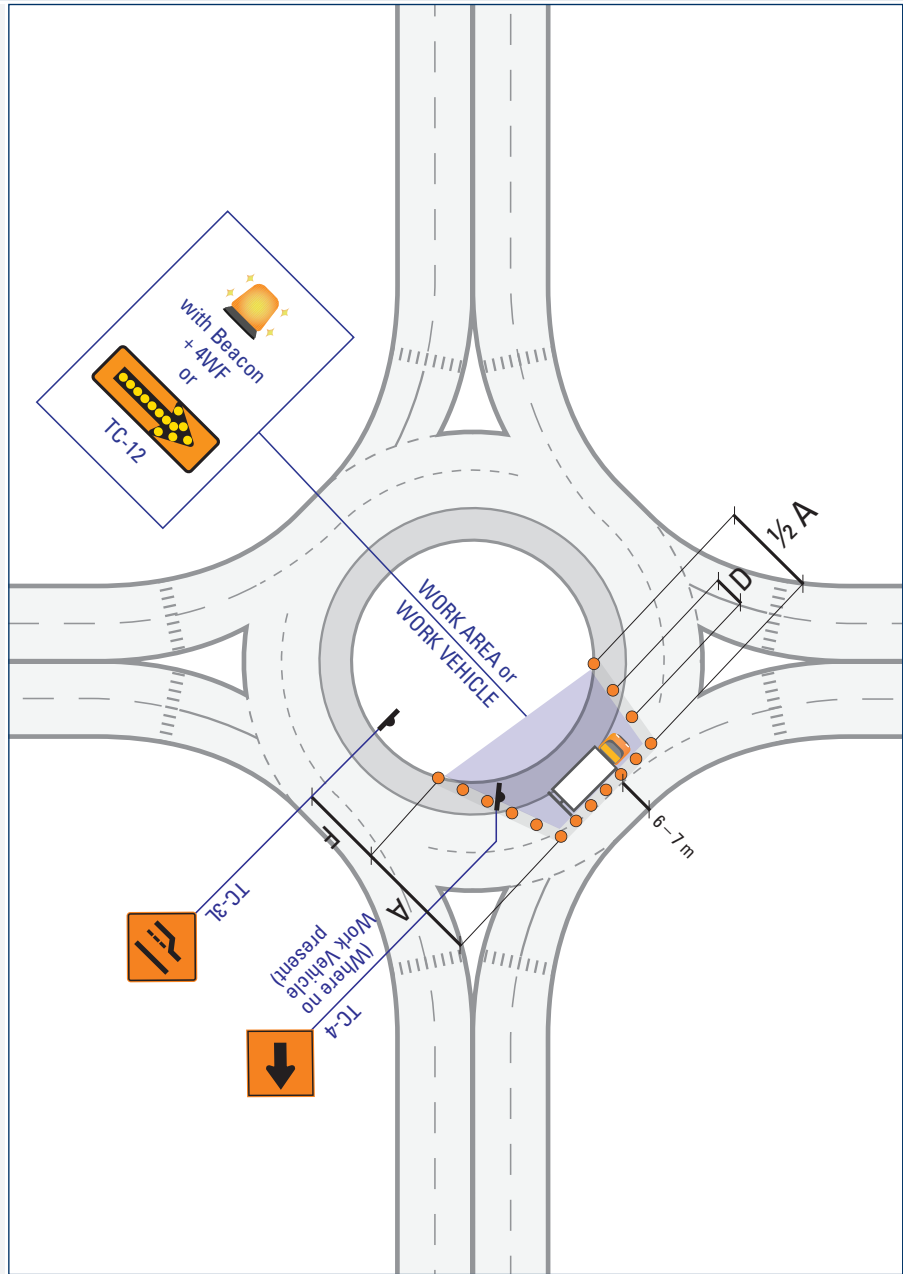 with Beacon
+ 4WF
or
TC-12
WORK AREA or
WORK VEHICLE
½ A
1D
6–7 m
F
A
TC-3L
TC-4
(Where no
Work Vehicle
present)